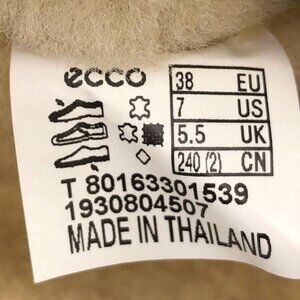 ecco
38 EU
7 US
5.5 UK
240 (2) CN
T 80163301539
1930804507
MADE IN THAILAND